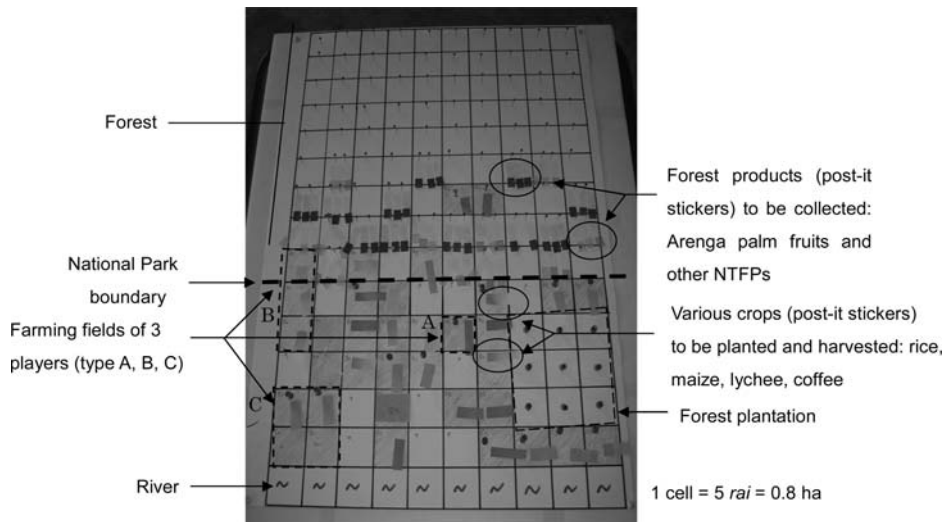 Forest
National Park
boundary
Farming fields of 3
players (type A, B, C)
B
A
C
River
Forest products (post-it
stickers) to be collected:
Arenga palm fruits and
other NTFPs
Various crops (post-it stickers)
to be planted and harvested: rice,
maize, lychee, coffee
Forest plantation
1 cell = 5 rai = 0.8 ha